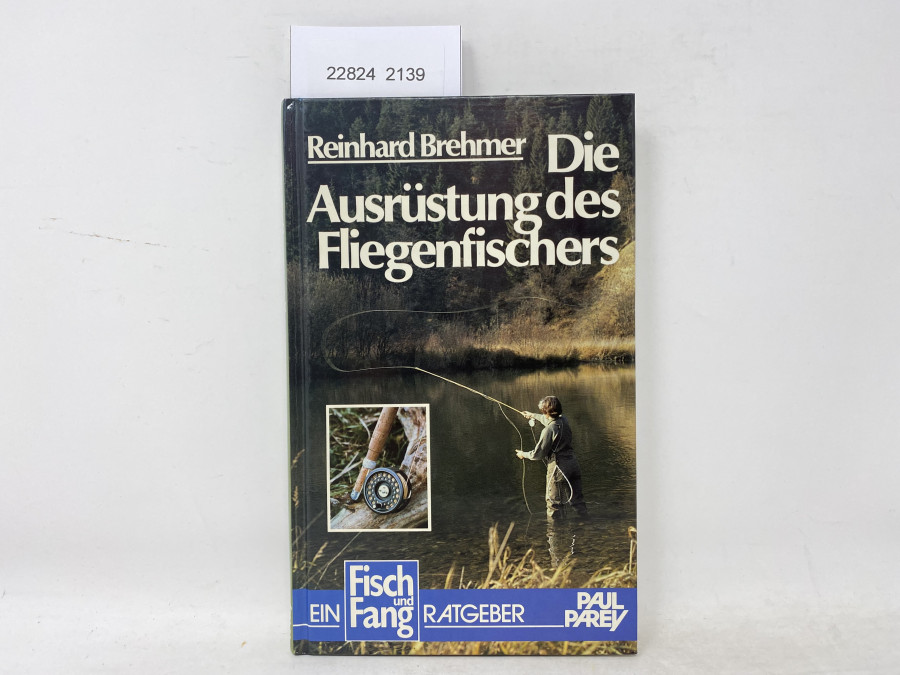 22824 2139
Reinhard Brehmer
Die
Ausrüstung des
Fliegenfischers
EIN Fisch und Fang RATGEBER
PAUL
PAREY